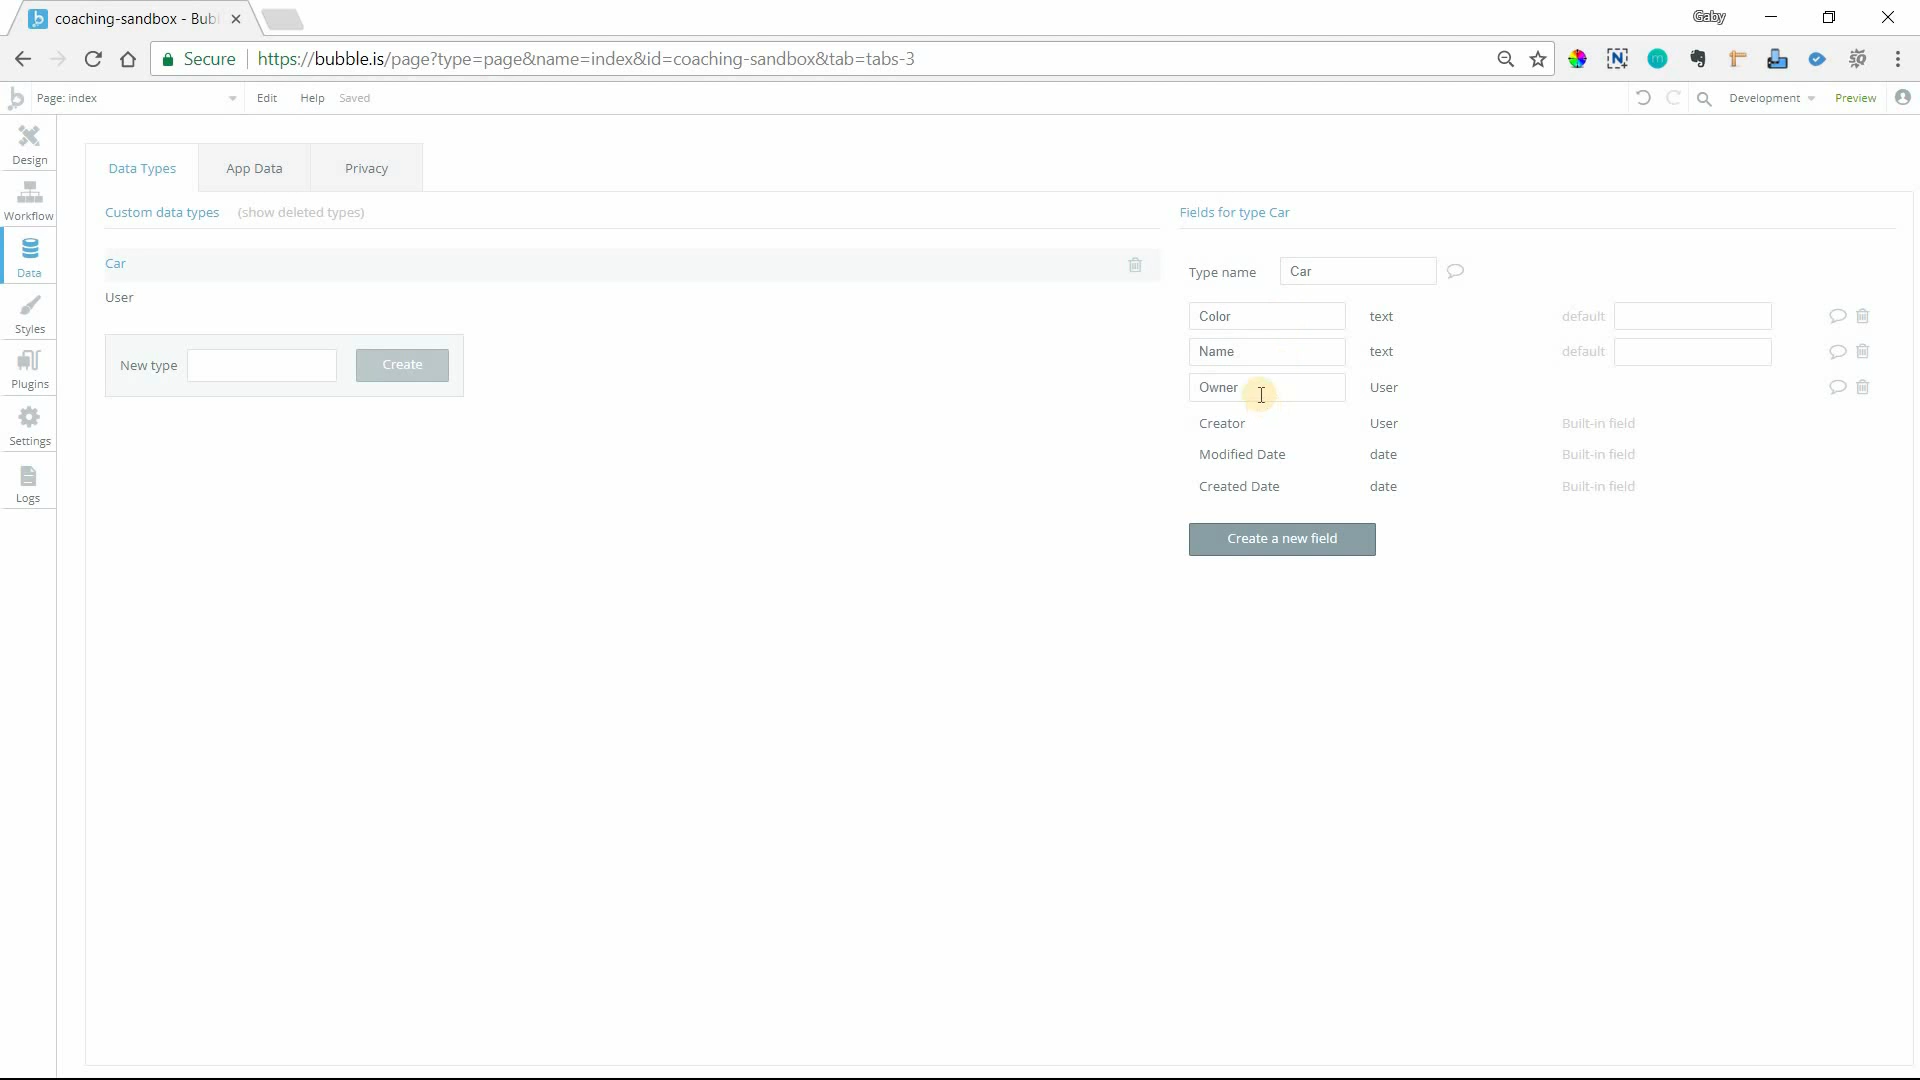 coaching-sandbox - Bub
Gaby
Secure https://bubble.is/page?type=page&name=index&id=coaching-sandbox&tab=tabs-3
Page: index Edit Help Saved Development Preview
Design
Workflow
Data
Styles
Plugins
Settings
Logs
Data Types App Data Privacy
Custom data types (show deleted types)
Car
User
New type Create
Fields for type Car
Type name Car
Color text default
Name text default
Owner User
Creator User Built-in field
Modified Date date Built-in field
Created Date date Built-in field
Create a new field